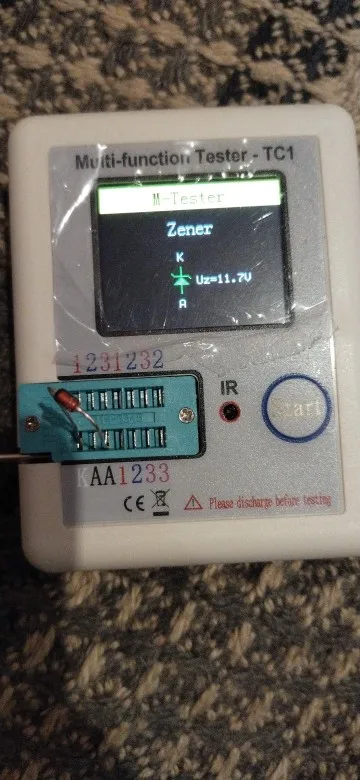 Multi-function Tester - TC1
M-Tester
Zener
K
Uz=11.7V
A
1231232
IR
Start
KAA1233
CE
Please discharge before testing